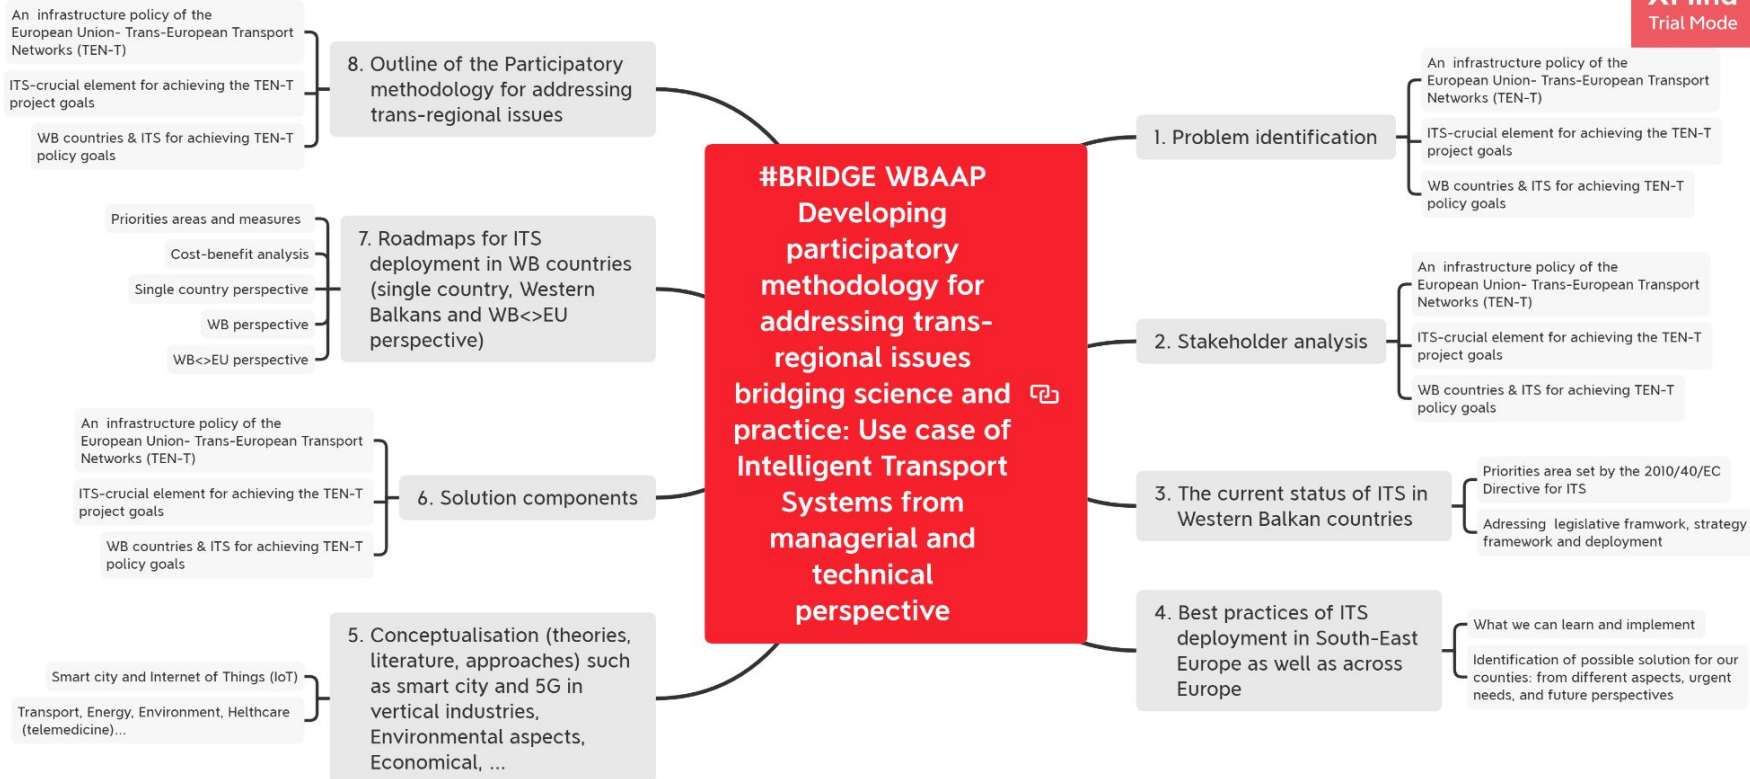 XMind
Trial Mode
#BRIDGE WBAAP
Developing
participatory
methodology for
addressing trans-
regional issues
bridging science and
practice: Use case of
Intelligent Transport
Systems from
managerial and
technical
perspective
1. Problem identification
An  infrastructure policy of the
European Union- Trans-European Transport
Networks (TEN-T)
ITS-crucial element for achieving the TEN-T
project goals
WB countries & ITS for achieving TEN-T
policy goals
2. Stakeholder analysis
An  infrastructure policy of the
European Union- Trans-European Transport
Networks (TEN-T)
ITS-crucial element for achieving the TEN-T
project goals
WB countries & ITS for achieving TEN-T
policy goals
3. The current status of ITS in
Western Balkan countries
Priorities area set by the 2010/40/EC
Directive for ITS
Adressing  legislative framwork, strategy
framework and deployment
4. Best practices of ITS
deployment in South-East
Europe as well as across
Europe
What we can learn and implement
Identification of possible solution for our
counties: from different aspects, urgent
needs, and future perspectives
5. Conceptualisation (theories,
literature, approaches) such
as smart city and 5G in
vertical industries,
Environmental aspects,
Economical, ...
Smart city and Internet of Things (IoT)
Transport, Energy, Environment, Helthcare
(telemedicine)...
6. Solution components
An  infrastructure policy of the
European Union- Trans-European Transport
Networks (TEN-T)
ITS-crucial element for achieving the TEN-T
project goals
WB countries & ITS for achieving TEN-T
policy goals
7. Roadmaps for ITS
deployment in WB countries
(single country, Western
Balkans and WB<>EU
perspective)
Priorities areas and measures
Cost-benefit analysis
Single country perspective
WB perspective
WB<>EU perspective
8. Outline of the Participatory
methodology for addressing
trans-regional issues
An  infrastructure policy of the
European Union- Trans-European Transport
Networks (TEN-T)
ITS-crucial element for achieving the TEN-T
project goals
WB countries & ITS for achieving TEN-T
policy goals